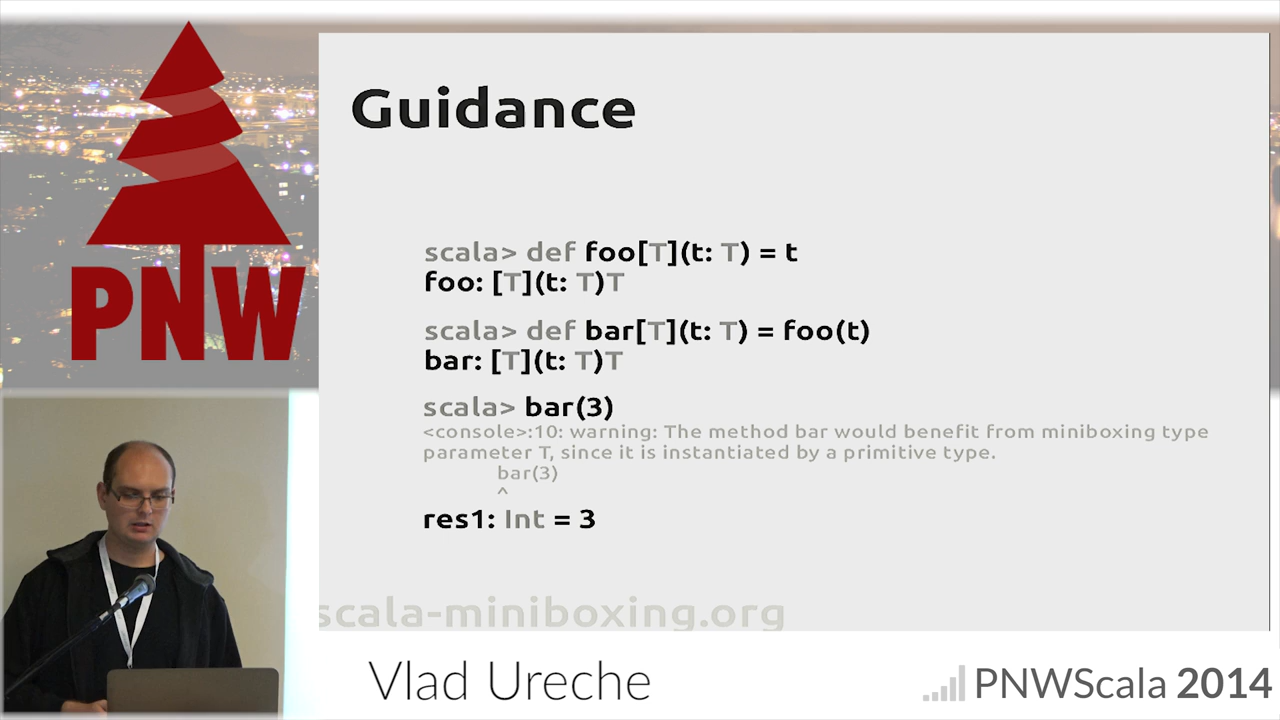 PNW
Guidance
scala> def foo[T](t: T) = t
foo: [T](t: T)T
scala> def bar[T](t: T) = foo(t)
bar: [T](t: T)T
scala> bar(3)
<console>:10: warning: The method bar would benefit from miniboxing type
parameter T, since it is instantiated by a primitive type.
bar(3)
^
res1: Int = 3
scala-miniboxing.org
Vlad Ureche
PNWScala 2014